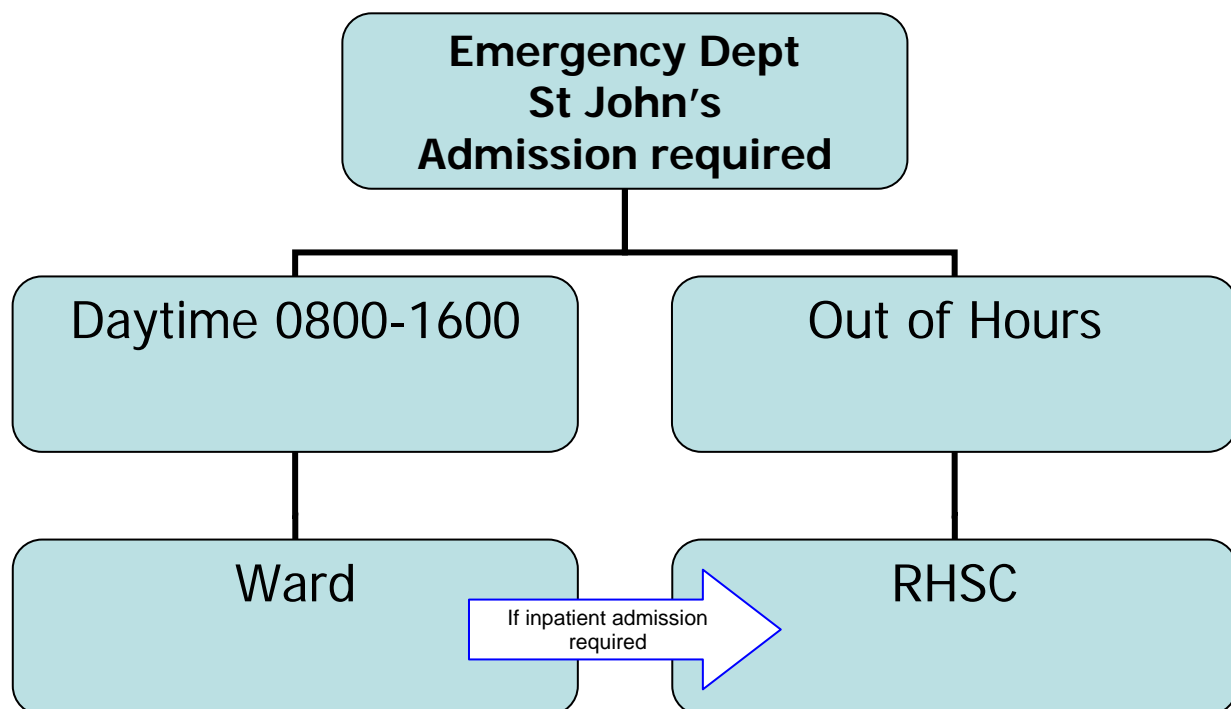 Emergency Dept
St John’s
Admission required
Daytime 0800-1600
Out of Hours
Ward
RHSC
If inpatient admission
required